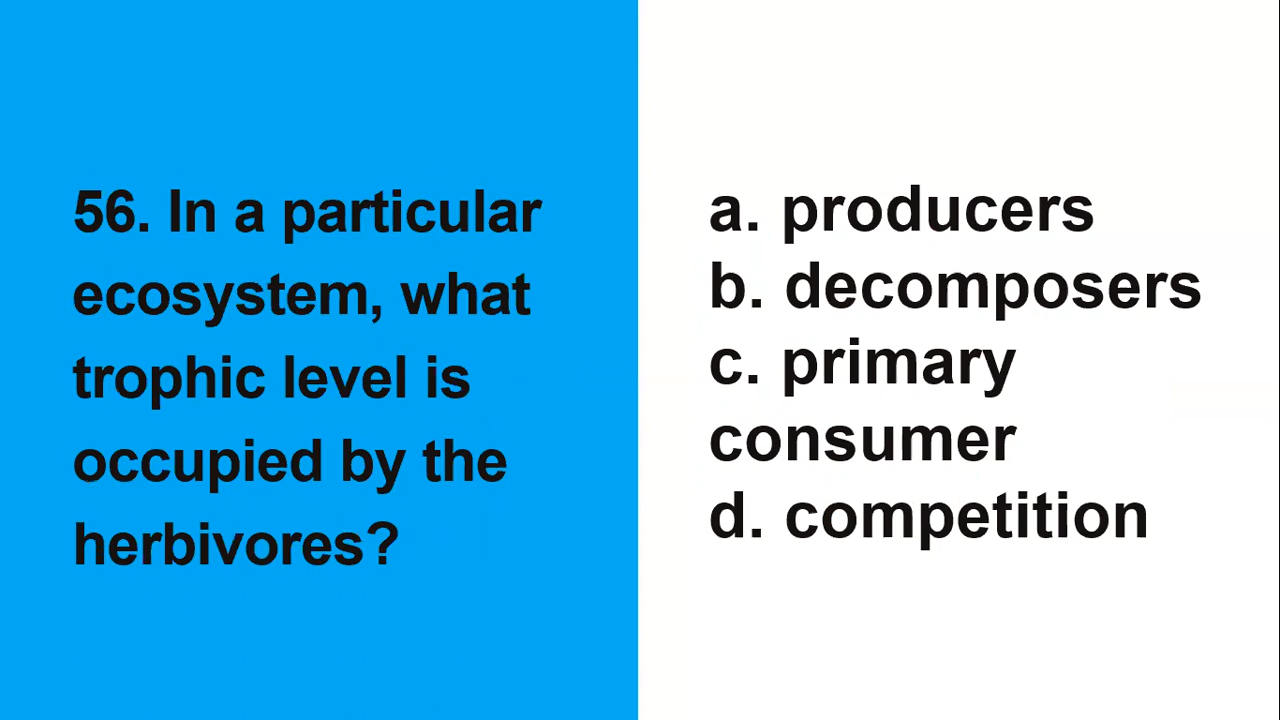 56. In a particular
ecosystem, what
trophic level is
occupied by the
herbivores?
a. producers
b. decomposers
c. primary
consumer
d. competition